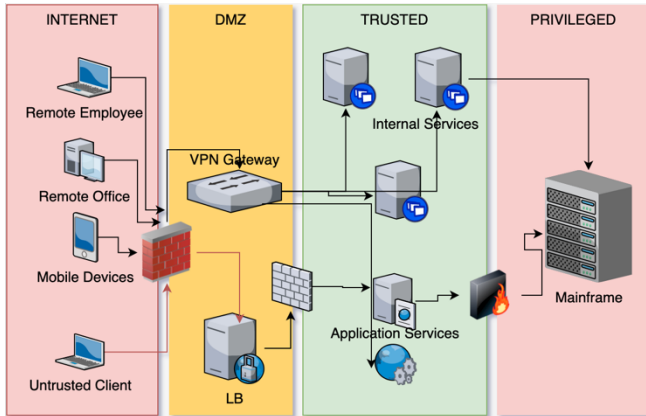 INTERNET
DMZ
TRUSTED
PRIVILEGED
Remote Employee
Internal Services
VPN Gateway
Remote Office
Mobile Devices
Mainframe
Application Services
Untrusted Client
LB